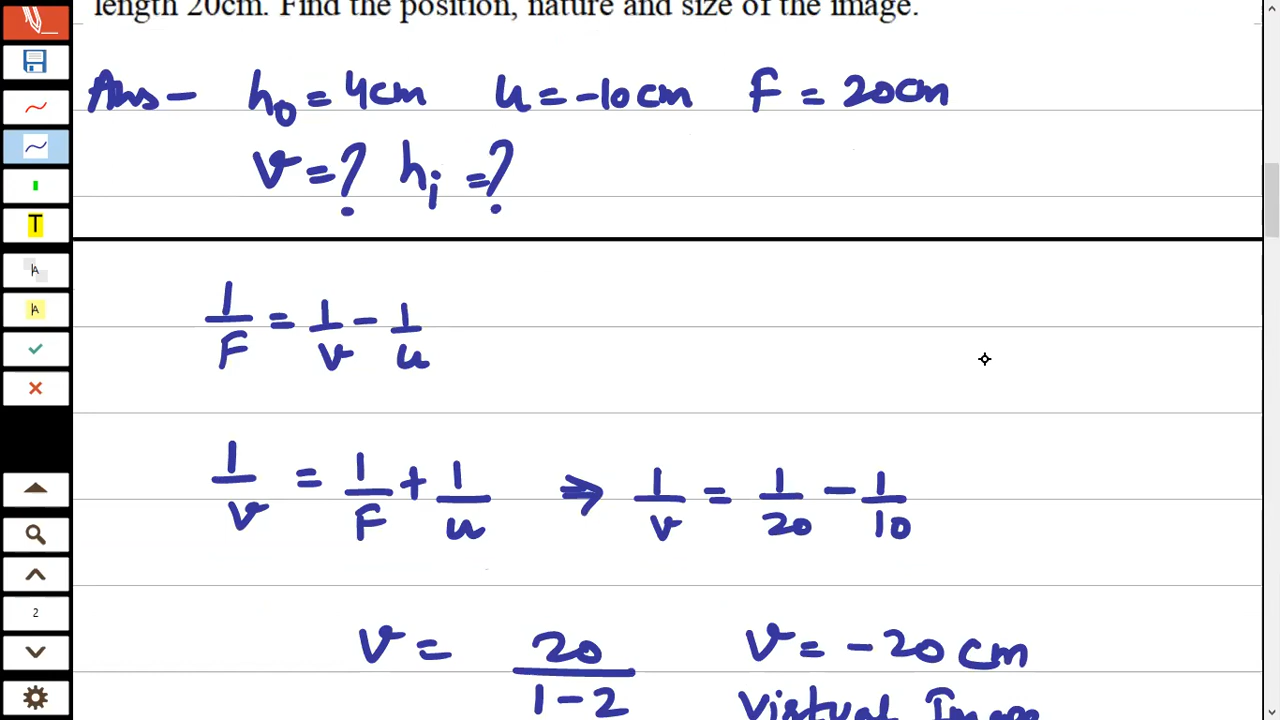 length 20cm. Find the position, nature and size of the image.
Ans - h₀ = 4cm u = -10cm F = 20cm
v = ? hᵢ = ?
1/F = 1/v - 1/u
1/v = 1/F + 1/u ⇒ 1/v = 1/20 - 1/10
v = 20/(1-2) v = -20 cm
Virtual Image
T
A
A
2